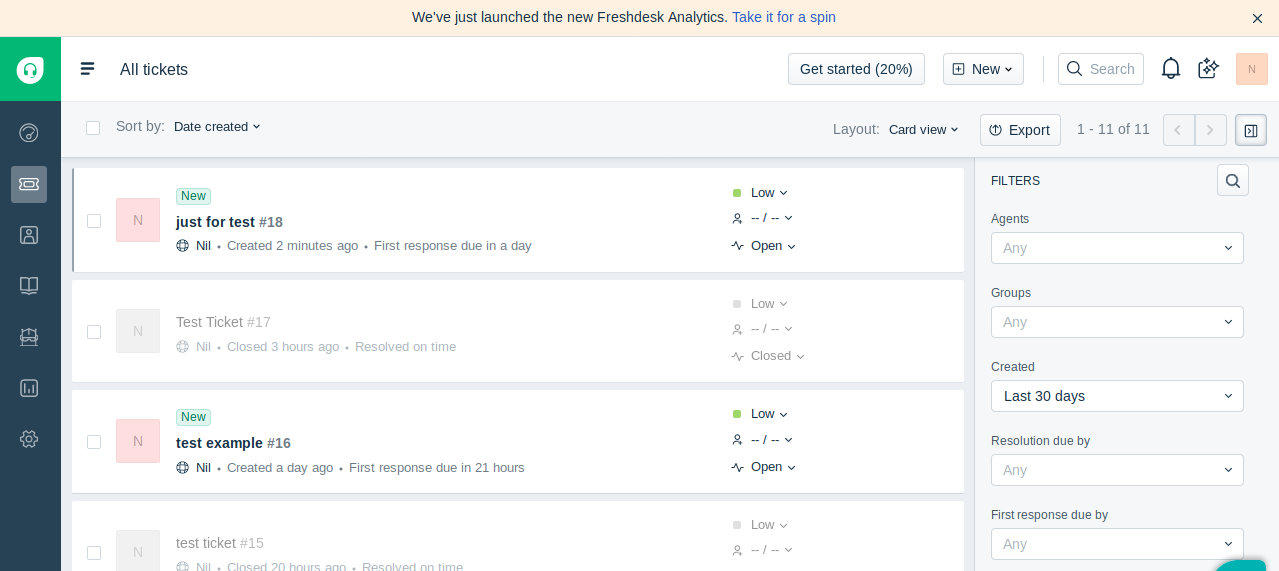 We've just launched the new Freshdesk Analytics. Take it for a spin
All tickets
Get started (20%)
New
Search
N
Sort by: Date created
Layout: Card view
Export
1 - 11 of 11
New
N
just for test #18
Nil • Created 2 minutes ago • First response due in a day
Low
-- / --
Open
N
Test Ticket #17
Nil • Closed 3 hours ago • Resolved on time
Low
-- / --
Closed
New
N
test example #16
Nil • Created a day ago • First response due in 21 hours
Low
-- / --
Open
N
test ticket #15
Nil • Closed 20 hours ago • Resolved on time
Low
-- / --
FILTERS
Agents
Any
Groups
Any
Created
Last 30 days
Resolution due by
Any
First response due by
Any